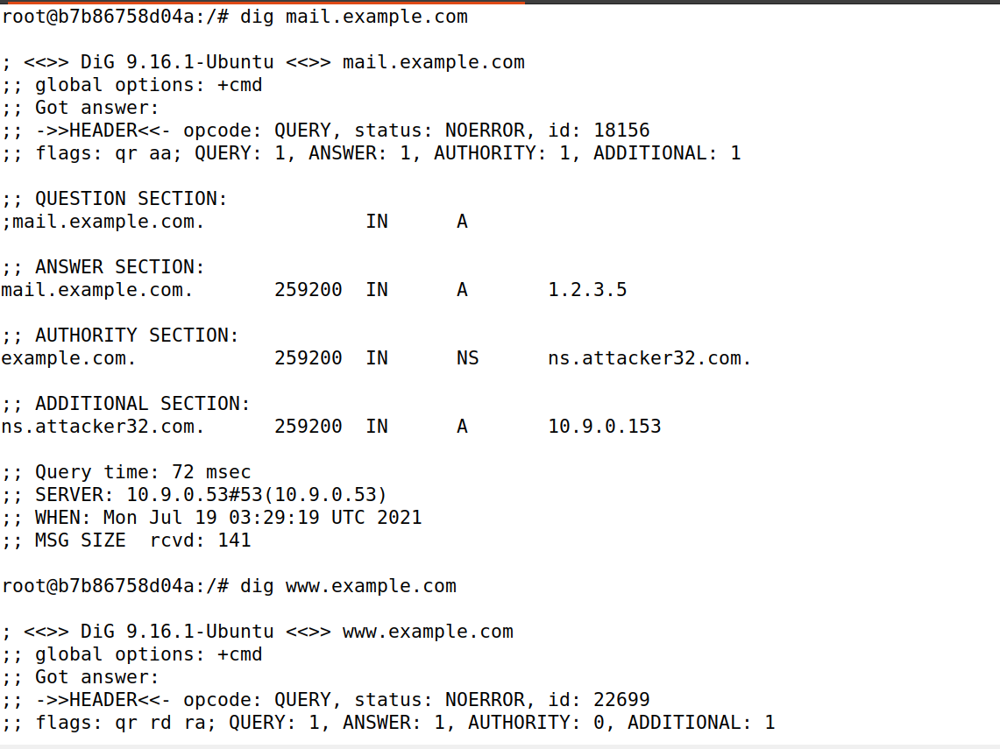 root@b7b86758d04a:/# dig mail.example.com
; <<>> DiG 9.16.1-Ubuntu <<>> mail.example.com
;; global options: +cmd
;; Got answer:
;; ->>HEADER<<- opcode: QUERY, status: NOERROR, id: 18156
;; flags: qr aa; QUERY: 1, ANSWER: 1, AUTHORITY: 1, ADDITIONAL: 1
;; QUESTION SECTION:
;mail.example.com. IN A
;; ANSWER SECTION:
mail.example.com. 259200 IN A 1.2.3.5
;; AUTHORITY SECTION:
example.com. 259200 IN NS ns.attacker32.com.
;; ADDITIONAL SECTION:
ns.attacker32.com. 259200 IN A 10.9.0.153
;; Query time: 72 msec
;; SERVER: 10.9.0.53#53(10.9.0.53)
;; WHEN: Mon Jul 19 03:29:19 UTC 2021
;; MSG SIZE  rcvd: 141
root@b7b86758d04a:/# dig www.example.com
; <<>> DiG 9.16.1-Ubuntu <<>> www.example.com
;; global options: +cmd
;; Got answer:
;; ->>HEADER<<- opcode: QUERY, status: NOERROR, id: 22699
;; flags: qr rd ra; QUERY: 1, ANSWER: 1, AUTHORITY: 0, ADDITIONAL: 1